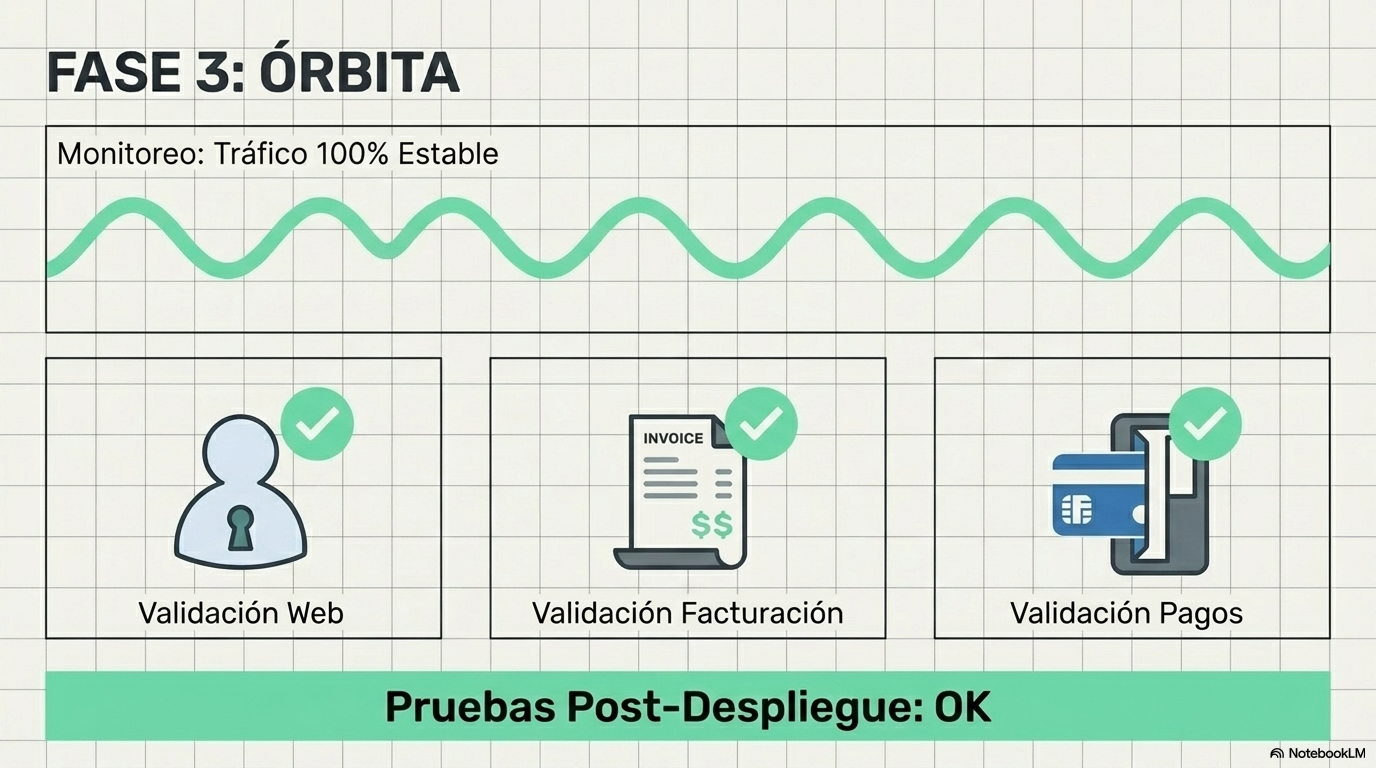 FASE 3: ÓRBITA
Monitoreo: Tráfico 100% Estable
INVOICE
$$
Validación Web
Validación Facturación
Validación Pagos
Pruebas Post-Despliegue: OK
NotebookLM